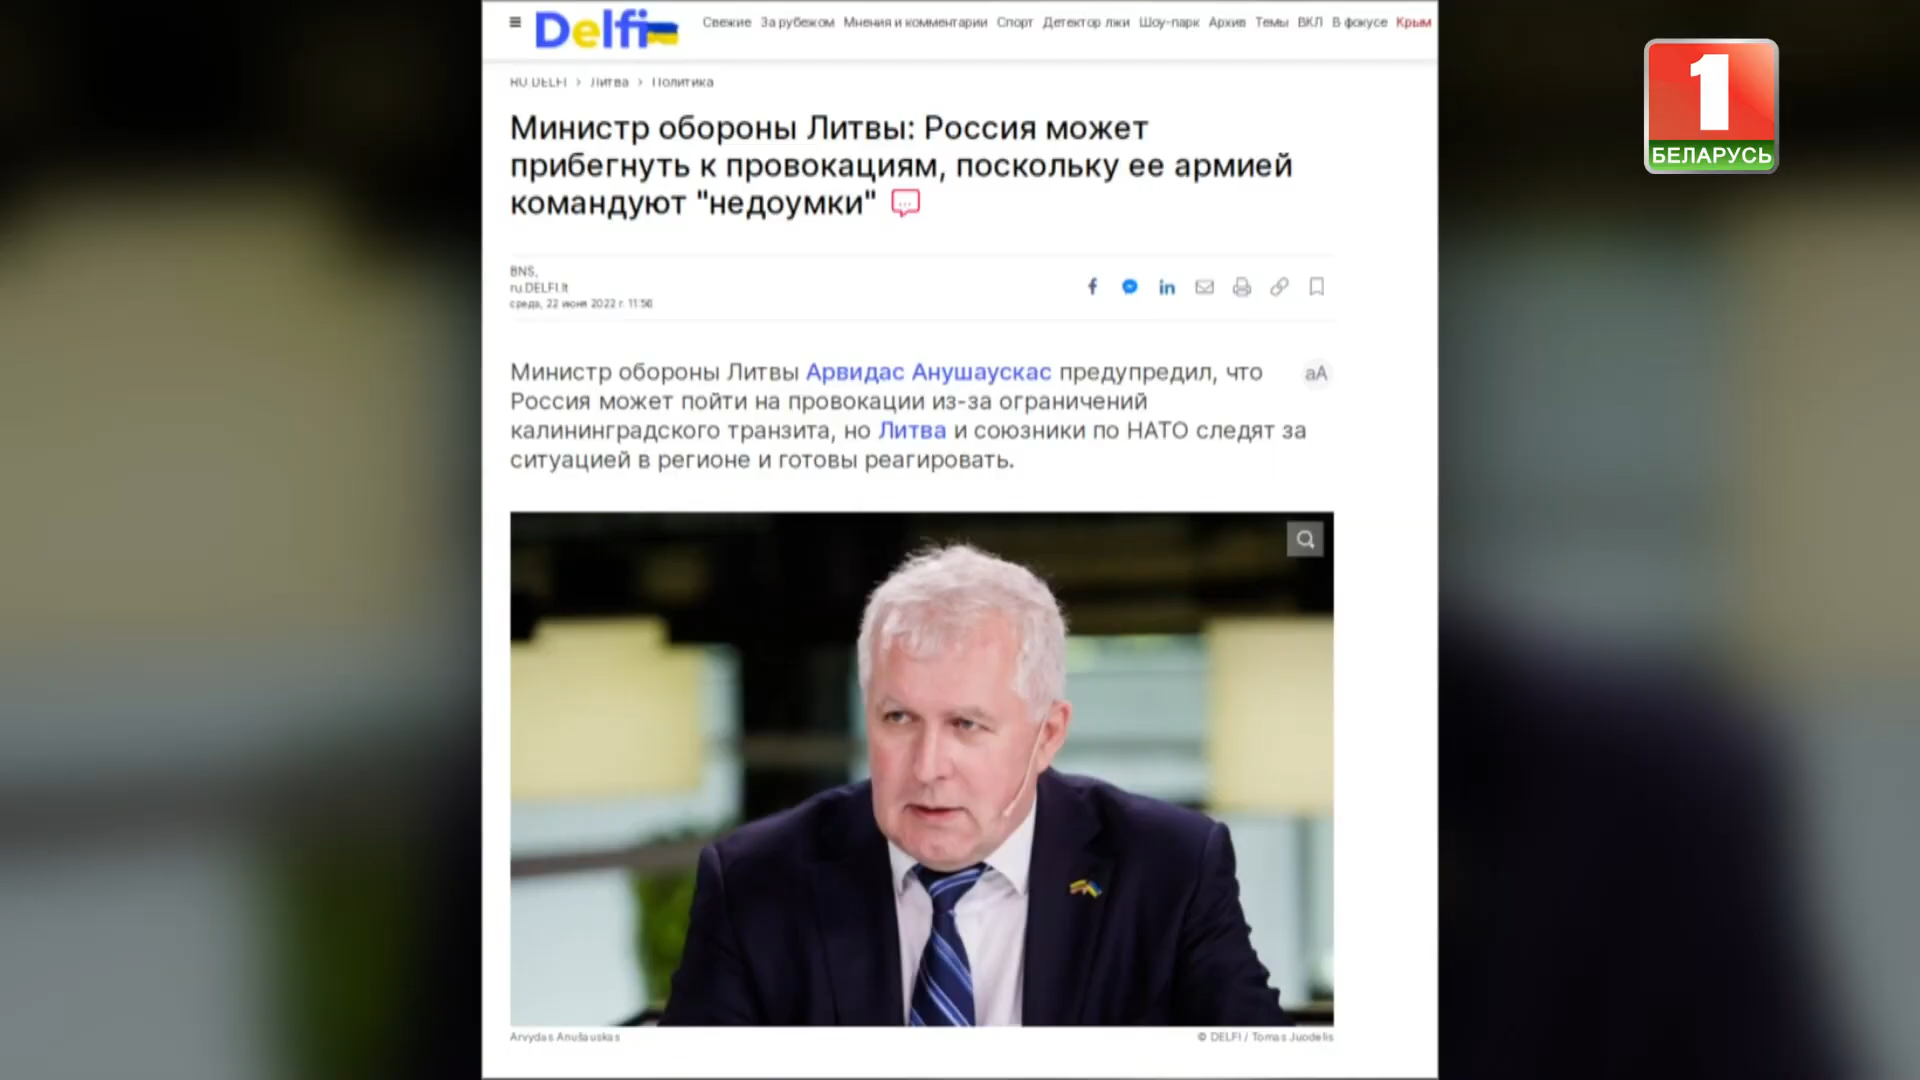 Delfi
Свежие За рубежом Мнения и комментарии Спорт Детектор лжи Шоу-парк Архив Темы ВКЛ В фокусе Крым
1
БЕЛАРУСЬ
RU.DELFI › Литва › Политика
Министр обороны Литвы: Россия может
прибегнуть к провокациям, поскольку ее армией
командуют "недоумки"
BNS,
ru.DELFI.lt
среда, 22 июня 2022 г. 11:56
f
in
Министр обороны Литвы Арвидас Анушаускас предупредил, что
aA
Россия может пойти на провокации из-за ограничений
калининградского транзита, но Литва и союзники по НАТО следят за
ситуацией в регионе и готовы реагировать.
Arvydas Anušauskas
© DELFI / Tomas Juodelis